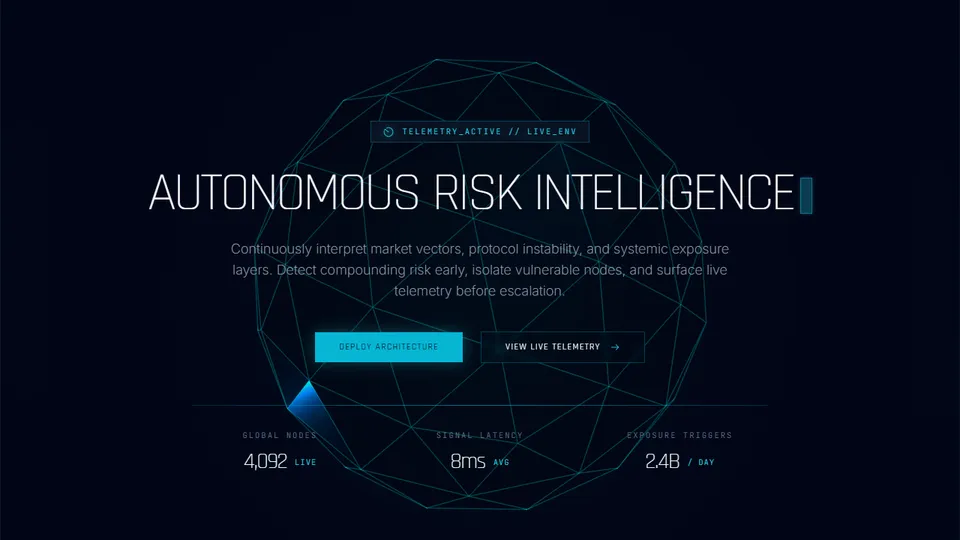 TELEMETRY_ACTIVE // LIVE_ENV
AUTONOMOUS RISK INTELLIGENCE
Continuously interpret market vectors, protocol instability, and systemic exposure
layers. Detect compounding risk early, isolate vulnerable nodes, and surface live
telemetry before escalation.
DEPLOY ARCHITECTURE
VIEW LIVE TELEMETRY →
GLOBAL NODES
4,092 LIVE
SIGNAL LATENCY
8ms AVG
EXPOSURE TRIGGERS
2.4B / DAY